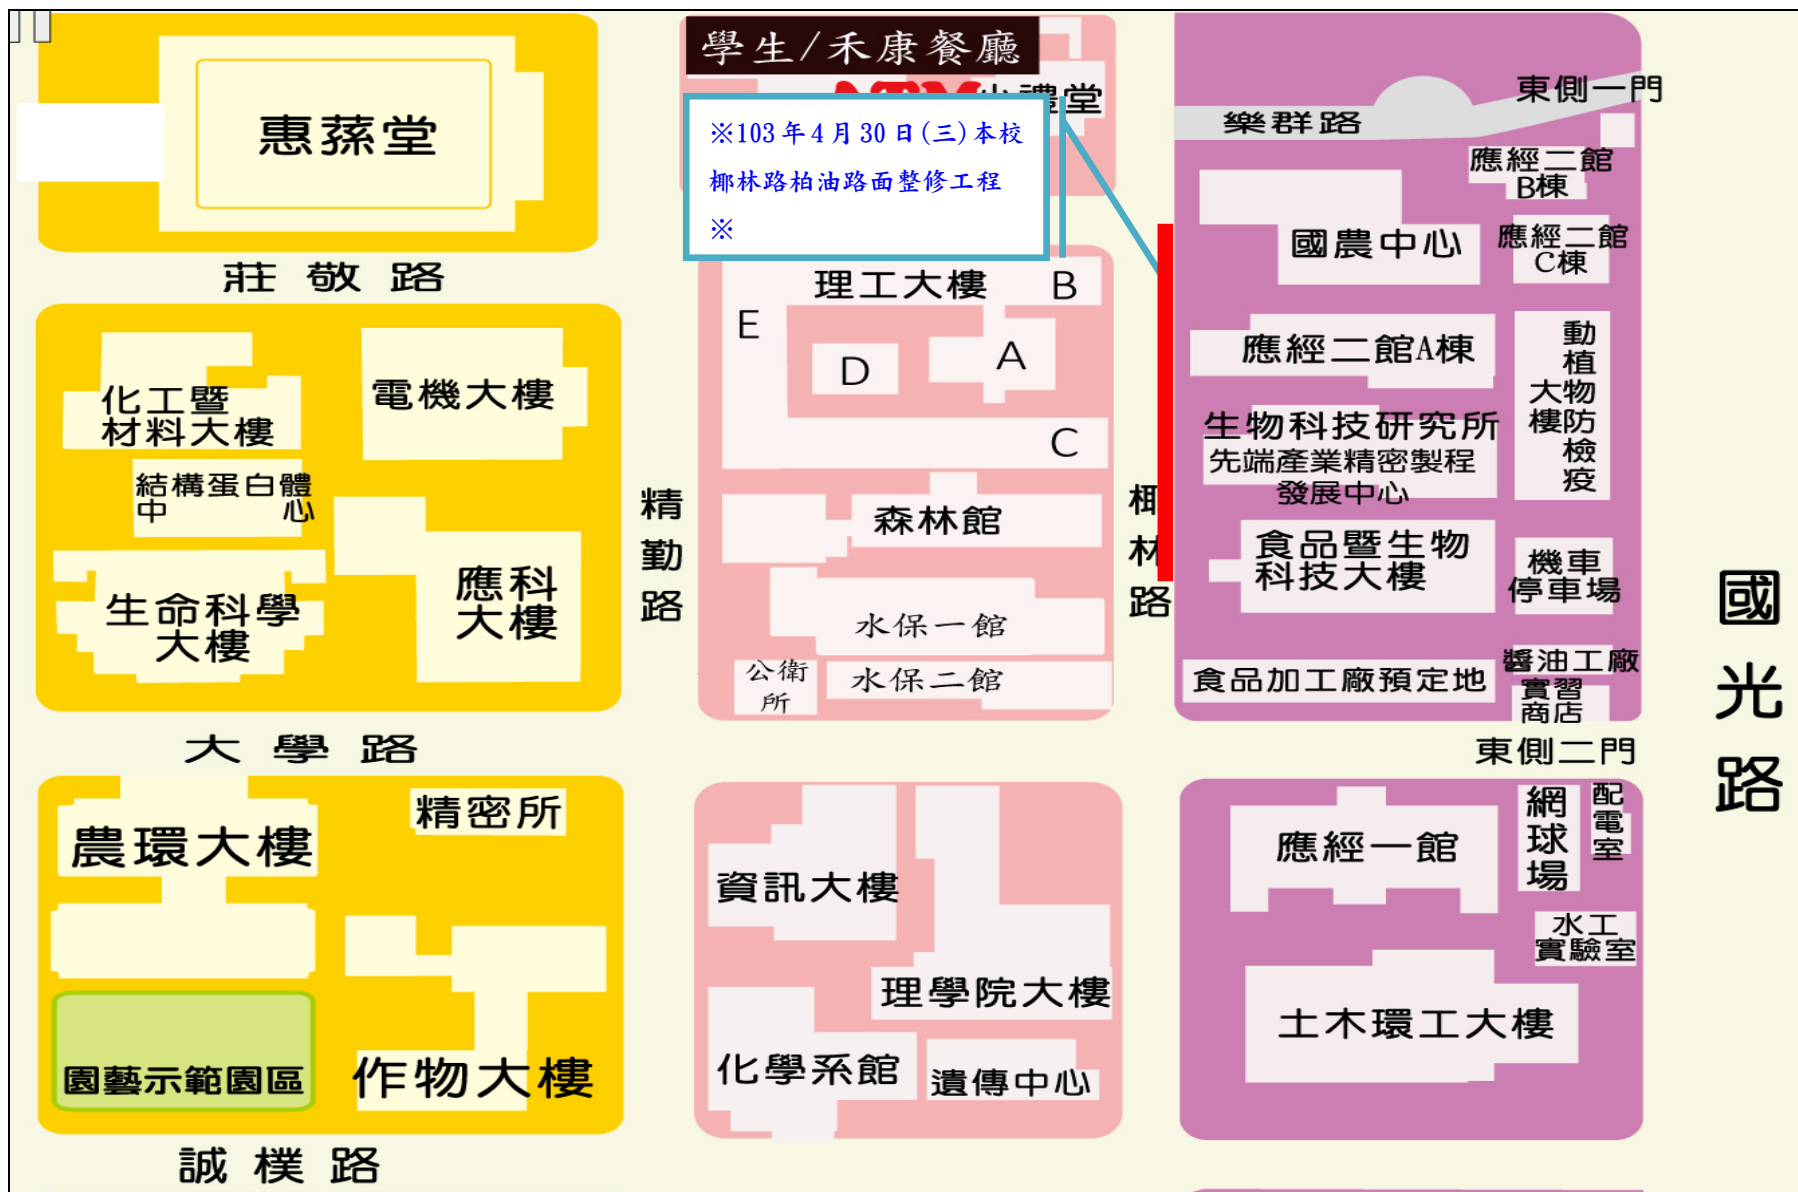 學生/禾康餐廳
ATM
小禮堂
※103年4月30日(三)本校
椰林路柏油路面整修工程
※
惠蓀堂
莊敬路
化工暨
材料大樓
電機大樓
結構蛋白體
中心
生命科學
大樓
應科
大樓
大學路
農環大樓
精密所
園藝示範園區
作物大樓
誠樸路
精勤路
理工大樓
B
E
D
A
C
森林館
水保一館
公衛
所
水保二館
資訊大樓
理學院大樓
化學系館
遺傳中心
椰林路
東側一門
樂群路
應經二館
B棟
國農中心
應經二館
C棟
應經二館A棟
動植物防檢疫
大樓
生物科技研究所
先端產業精密製程
發展中心
食品暨生物
科技大樓
機車
停車場
食品加工廠預定地
醬油工廠
實習
商店
東側二門
應經一館
網球場
配電室
水工
實驗室
土木環工大樓
國光路